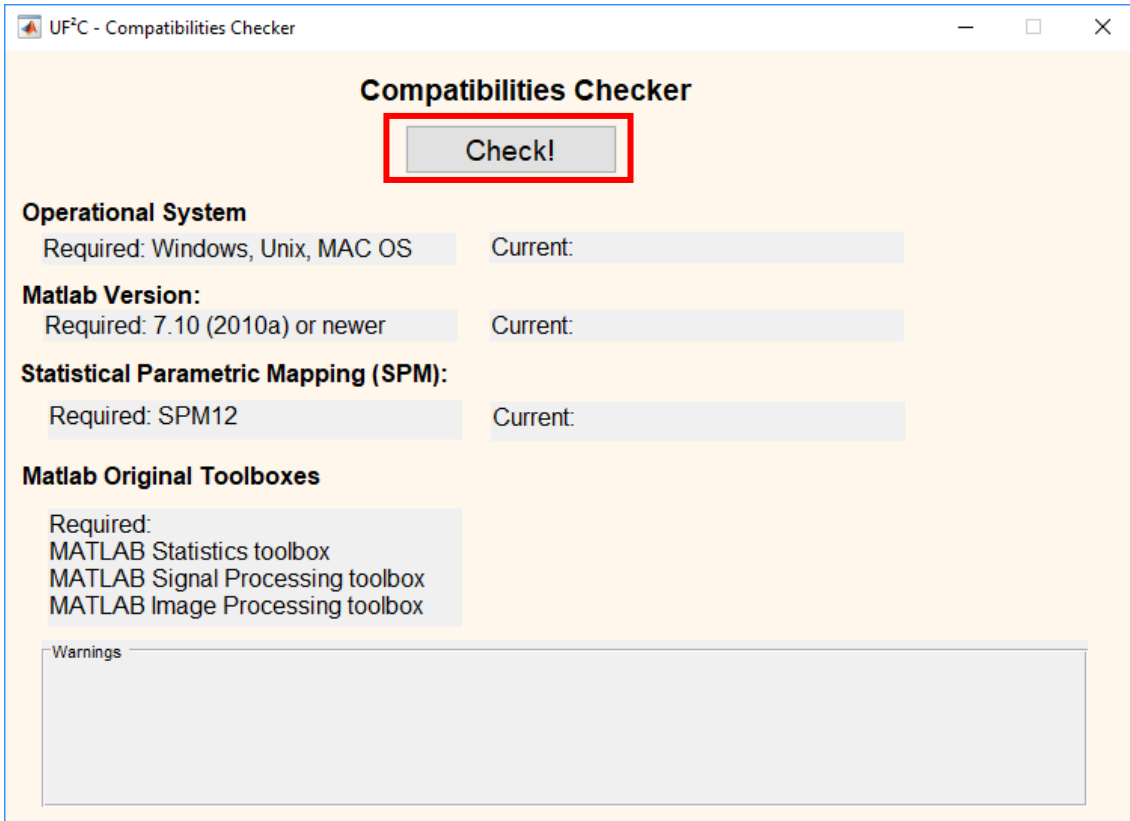 UF²C - Compatibilities Checker
Compatibilities Checker
Check!
Operational System
Required: Windows, Unix, MAC OS
Current:
Matlab Version:
Required: 7.10 (2010a) or newer
Current:
Statistical Parametric Mapping (SPM):
Required: SPM12
Current:
Matlab Original Toolboxes
Required:
MATLAB Statistics toolbox
MATLAB Signal Processing toolbox
MATLAB Image Processing toolbox
Warnings